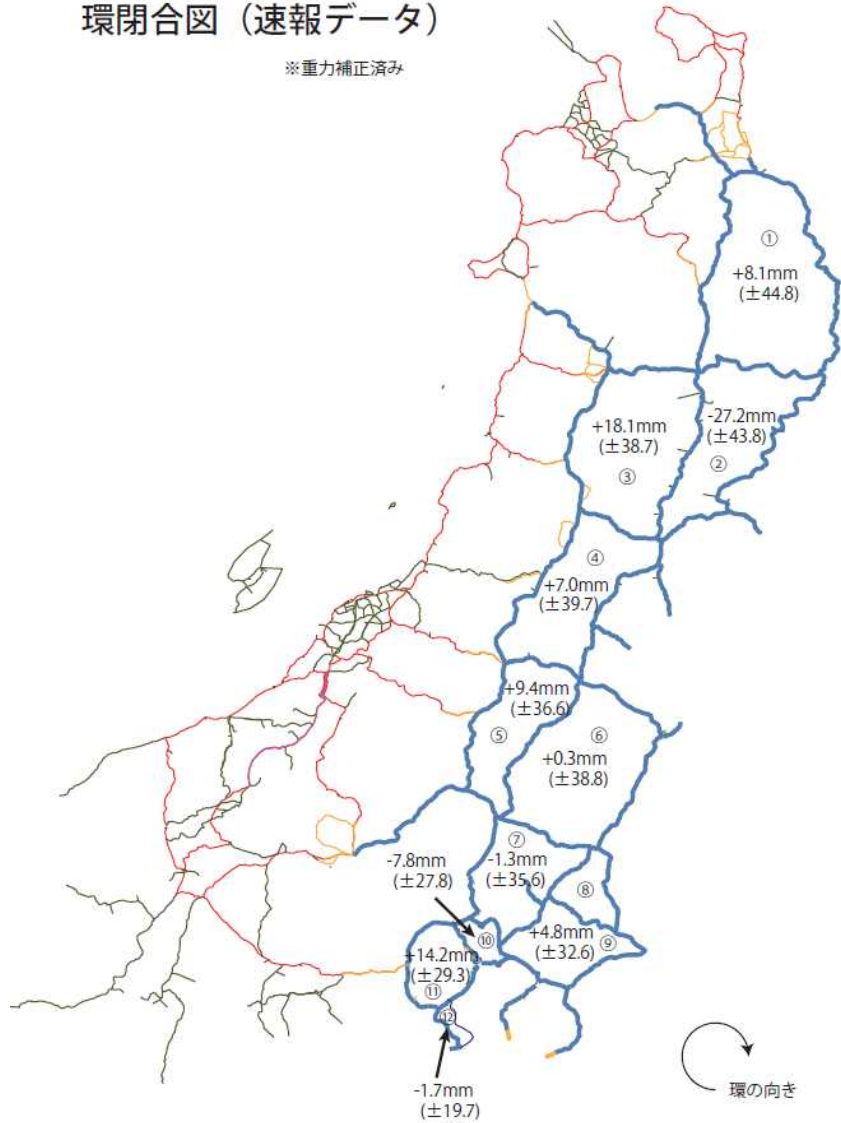 環閉合図（速報データ）
※重力補正済み
①
+8.1mm
(±44.8)
-27.2mm
(±43.8)
②
+18.1mm
(±38.7)
③
④
+7.0mm
(±39.7)
+9.4mm
(±36.6)
⑤
⑥
+0.3mm
(±38.8)
⑦
-1.3mm
(±35.6)
-7.8mm
(±27.8)
⑧
+4.8mm
(±32.6)
⑨
⑩
+14.2mm
(±29.3)
⑪
⑫
-1.7mm
(±19.7)
環の向き